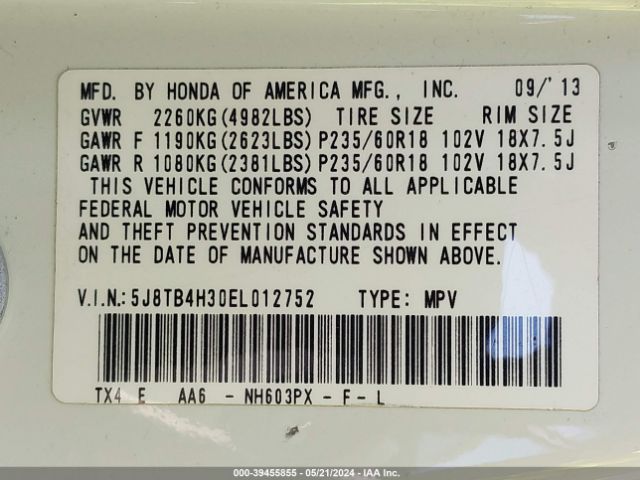 MFD. BY HONDA OF AMERICA MFG., INC. 09/'13
GVWR 2260KG(4982LBS) TIRE SIZE RIM SIZE
GAWR F 1190KG(2623LBS) P235/60R18 102V 18X7.5J
GAWR R 1080KG(2381LBS) P235/60R18 102V 18X7.5J
THIS VEHICLE CONFORMS TO ALL APPLICABLE
FEDERAL MOTOR VEHICLE SAFETY
AND THEFT PREVENTION STANDARDS IN EFFECT
ON THE DATE OF MANUFACTURE SHOWN ABOVE.
V.I.N.:5J8TB4H30EL012752 TYPE: MPV
TX4 E AA6 - NH603PX - F - L
000-39455855 - 05/21/2024 - IAA Inc.